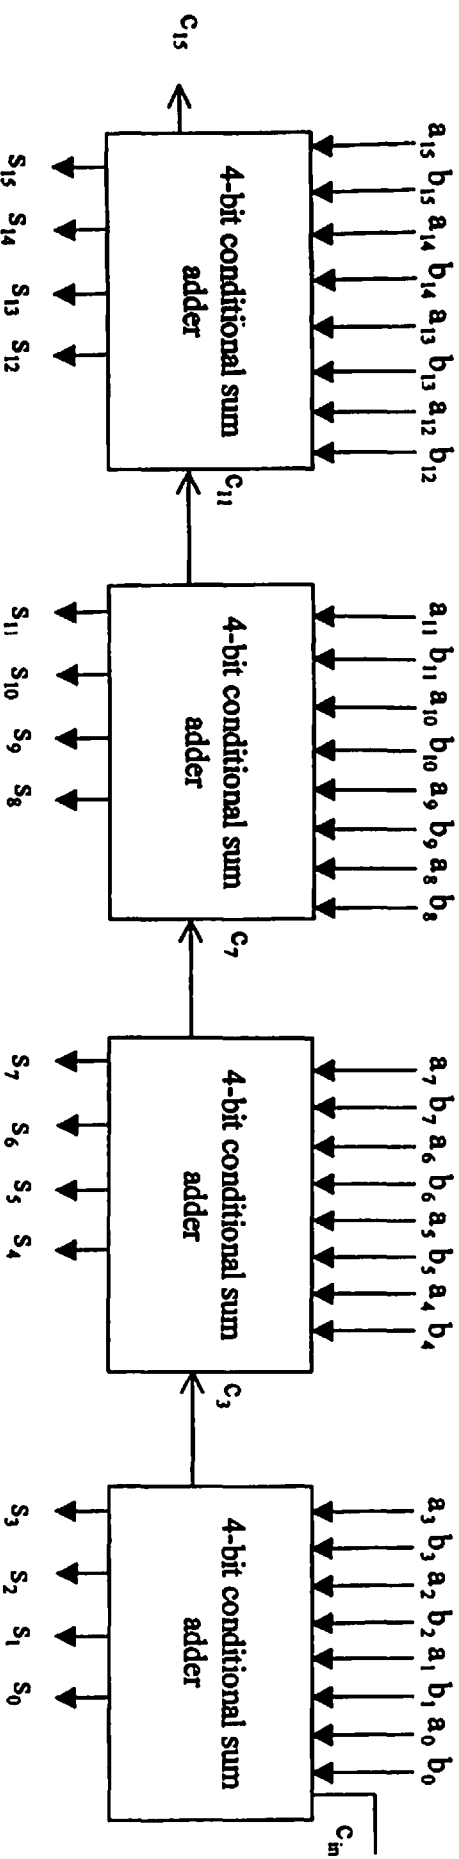 a₁₅ b₁₅ a₁₄ b₁₄ a₁₃ b₁₃ a₁₂ b₁₂ a₁₁ b₁₁ a₁₀ b₁₀ a₉ b₉ a₈ b₈ a₇ b₇ a₆ b₆ a₅ b₅ a₄ b₄ a₃ b₃ a₂ b₂ a₁ b₁ a₀ b₀
c₁₅ c₁₁ c₇ c₃ c_in
4-bit conditional sum 4-bit conditional sum 4-bit conditional sum 4-bit conditional sum
adder adder adder adder
s₁₅ s₁₄ s₁₃ s₁₂ s₁₁ s₁₀ s₉ s₈ s₇ s₆ s₅ s₄ s₃ s₂ s₁ s₀